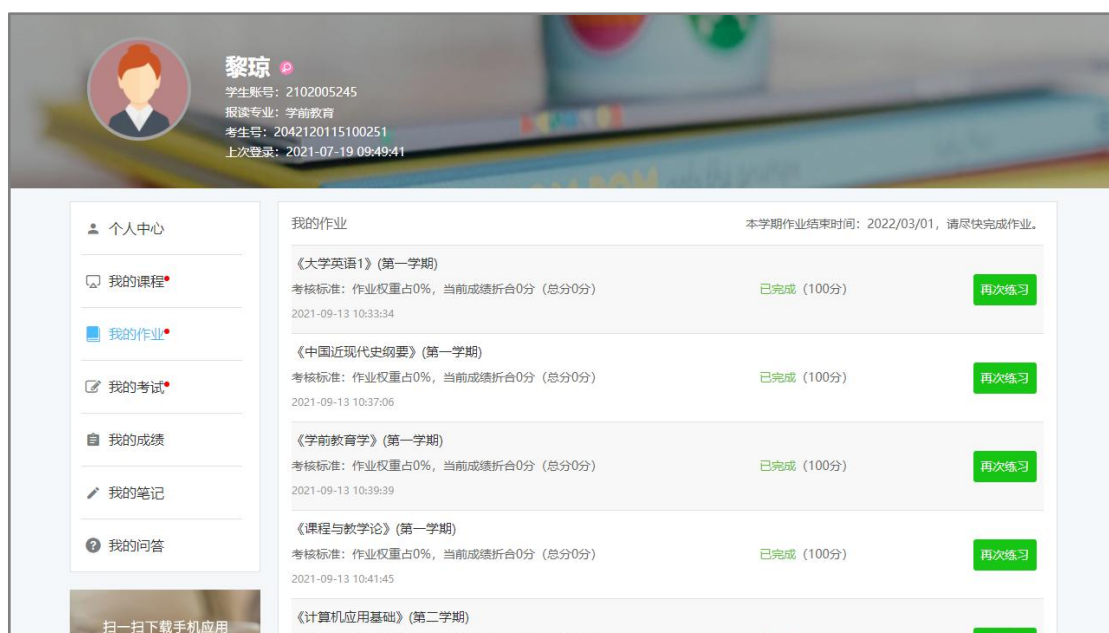 黎琼
学生账号：2102005245
报读专业：学前教育
考生号：2042120115100251
上次登录：2021-07-19 09:49:41
个人中心
我的课程
我的作业
我的考试
我的成绩
我的笔记
我的问答
扫一扫下载手机应用
我的作业
本学期作业结束时间：2022/03/01，请尽快完成作业。
《大学英语1》(第一学期)
考核标准：作业权重占0%，当前成绩折合0分（总分0分）
已完成（100分）
再次练习
2021-09-13 10:33:34
《中国近现代史纲要》(第一学期)
考核标准：作业权重占0%，当前成绩折合0分（总分0分）
已完成（100分）
再次练习
2021-09-13 10:37:06
《学前教育学》(第一学期)
考核标准：作业权重占0%，当前成绩折合0分（总分0分）
已完成（100分）
再次练习
2021-09-13 10:39:39
《课程与教学论》(第一学期)
考核标准：作业权重占0%，当前成绩折合0分（总分0分）
已完成（100分）
再次练习
2021-09-13 10:41:45
《计算机应用基础》(第二学期)